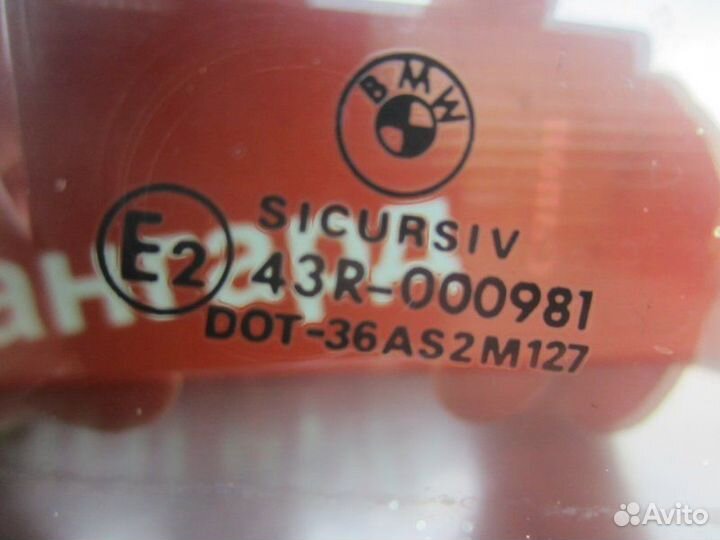 BMW
E2
SICURSIV
43R-000981
DOT-36AS2M127
Avito